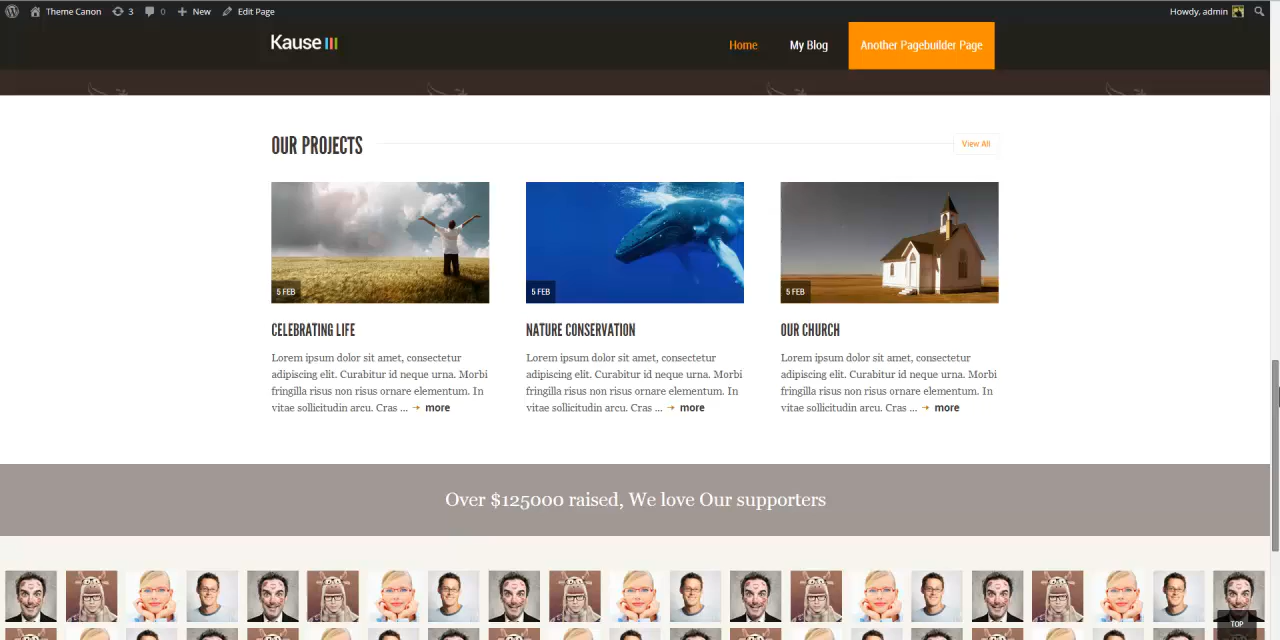 Theme Canon 3 0 New Edit Page Howdy, admin
Kause Home My Blog Another Pagebuilder Page
OUR PROJECTS View All
5 FEB 5 FEB 5 FEB
CELEBRATING LIFE NATURE CONSERVATION OUR CHURCH
Lorem ipsum dolor sit amet, consectetur Lorem ipsum dolor sit amet, consectetur Lorem ipsum dolor sit amet, consectetur
adipiscing elit. Curabitur id neque urna. Morbi adipiscing elit. Curabitur id neque urna. Morbi adipiscing elit. Curabitur id neque urna. Morbi
fringilla risus non risus ornare elementum. In fringilla risus non risus ornare elementum. In fringilla risus non risus ornare elementum. In
vitae sollicitudin arcu. Cras ... → more vitae sollicitudin arcu. Cras ... → more vitae sollicitudin arcu. Cras ... → more
Over $125000 raised, We love Our supporters
TOP